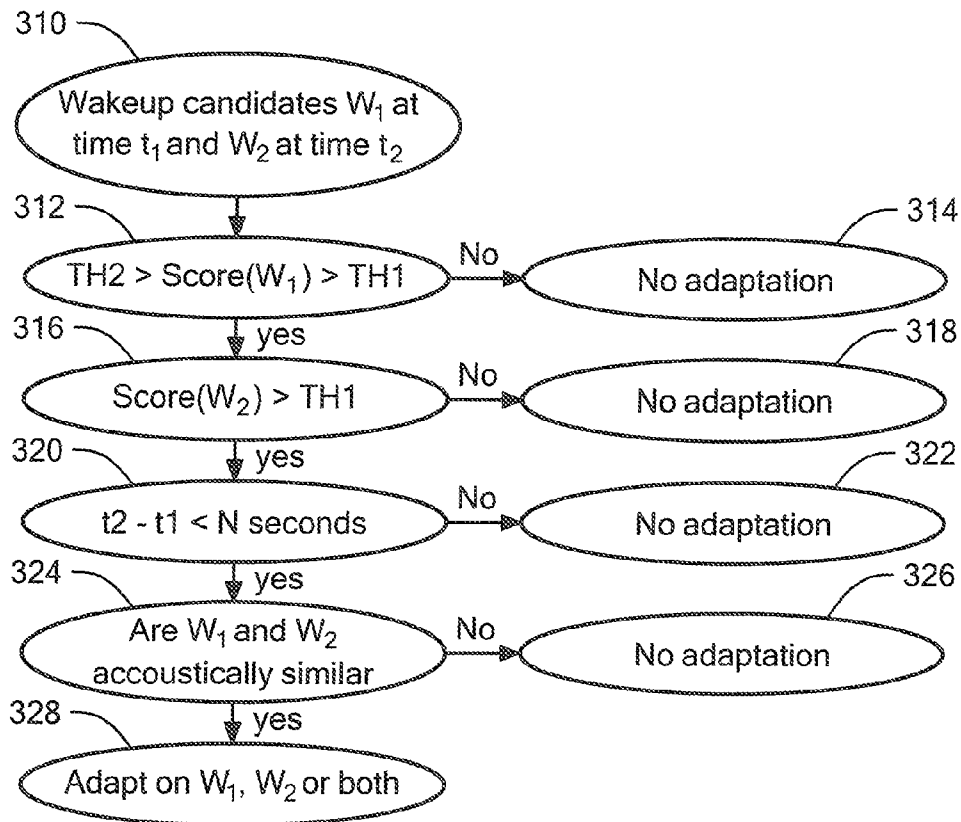 310
Wakeup candidates W₁ at
time t₁ and W₂ at time t₂
312
TH2 > Score(W₁) > TH1
No
314
No adaptation
yes
316
Score(W₂) > TH1
No
318
No adaptation
yes
320
t2 - t1 < N seconds
No
322
No adaptation
yes
324
Are W₁ and W₂
accoustically similar
No
326
No adaptation
yes
328
Adapt on W₁, W₂ or both